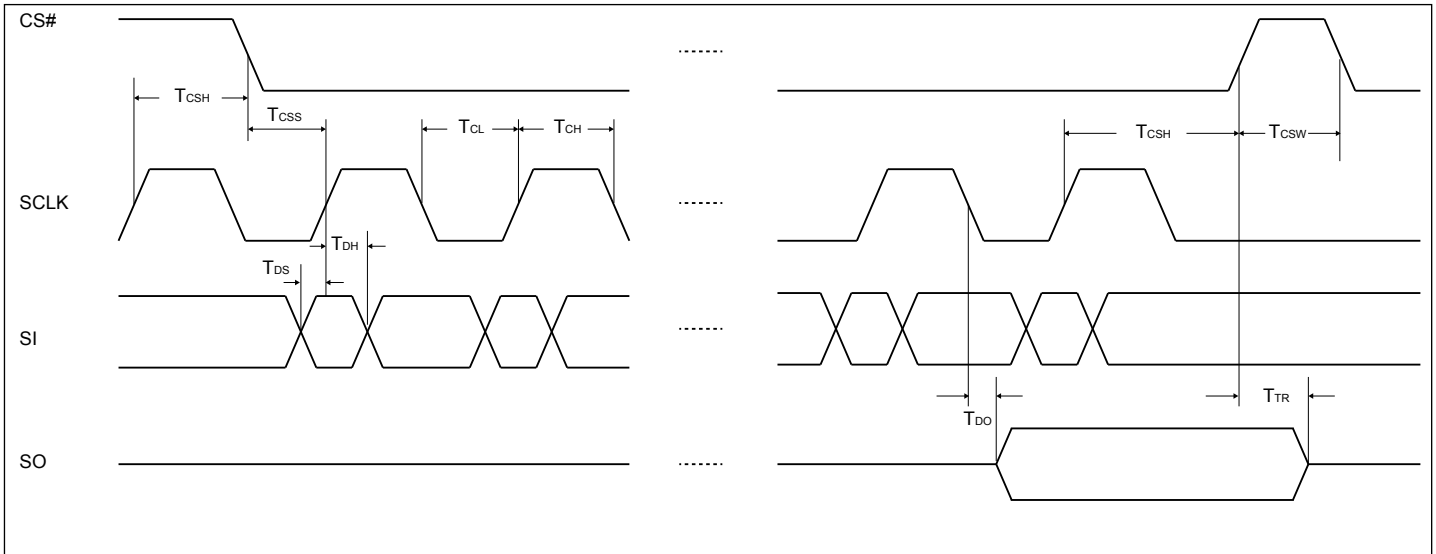 CS#
TCSH
TCSS
TCL
TCH
TCSH
TCSW
SCLK
TDH
TDS
SI
TTR
TDO
SO